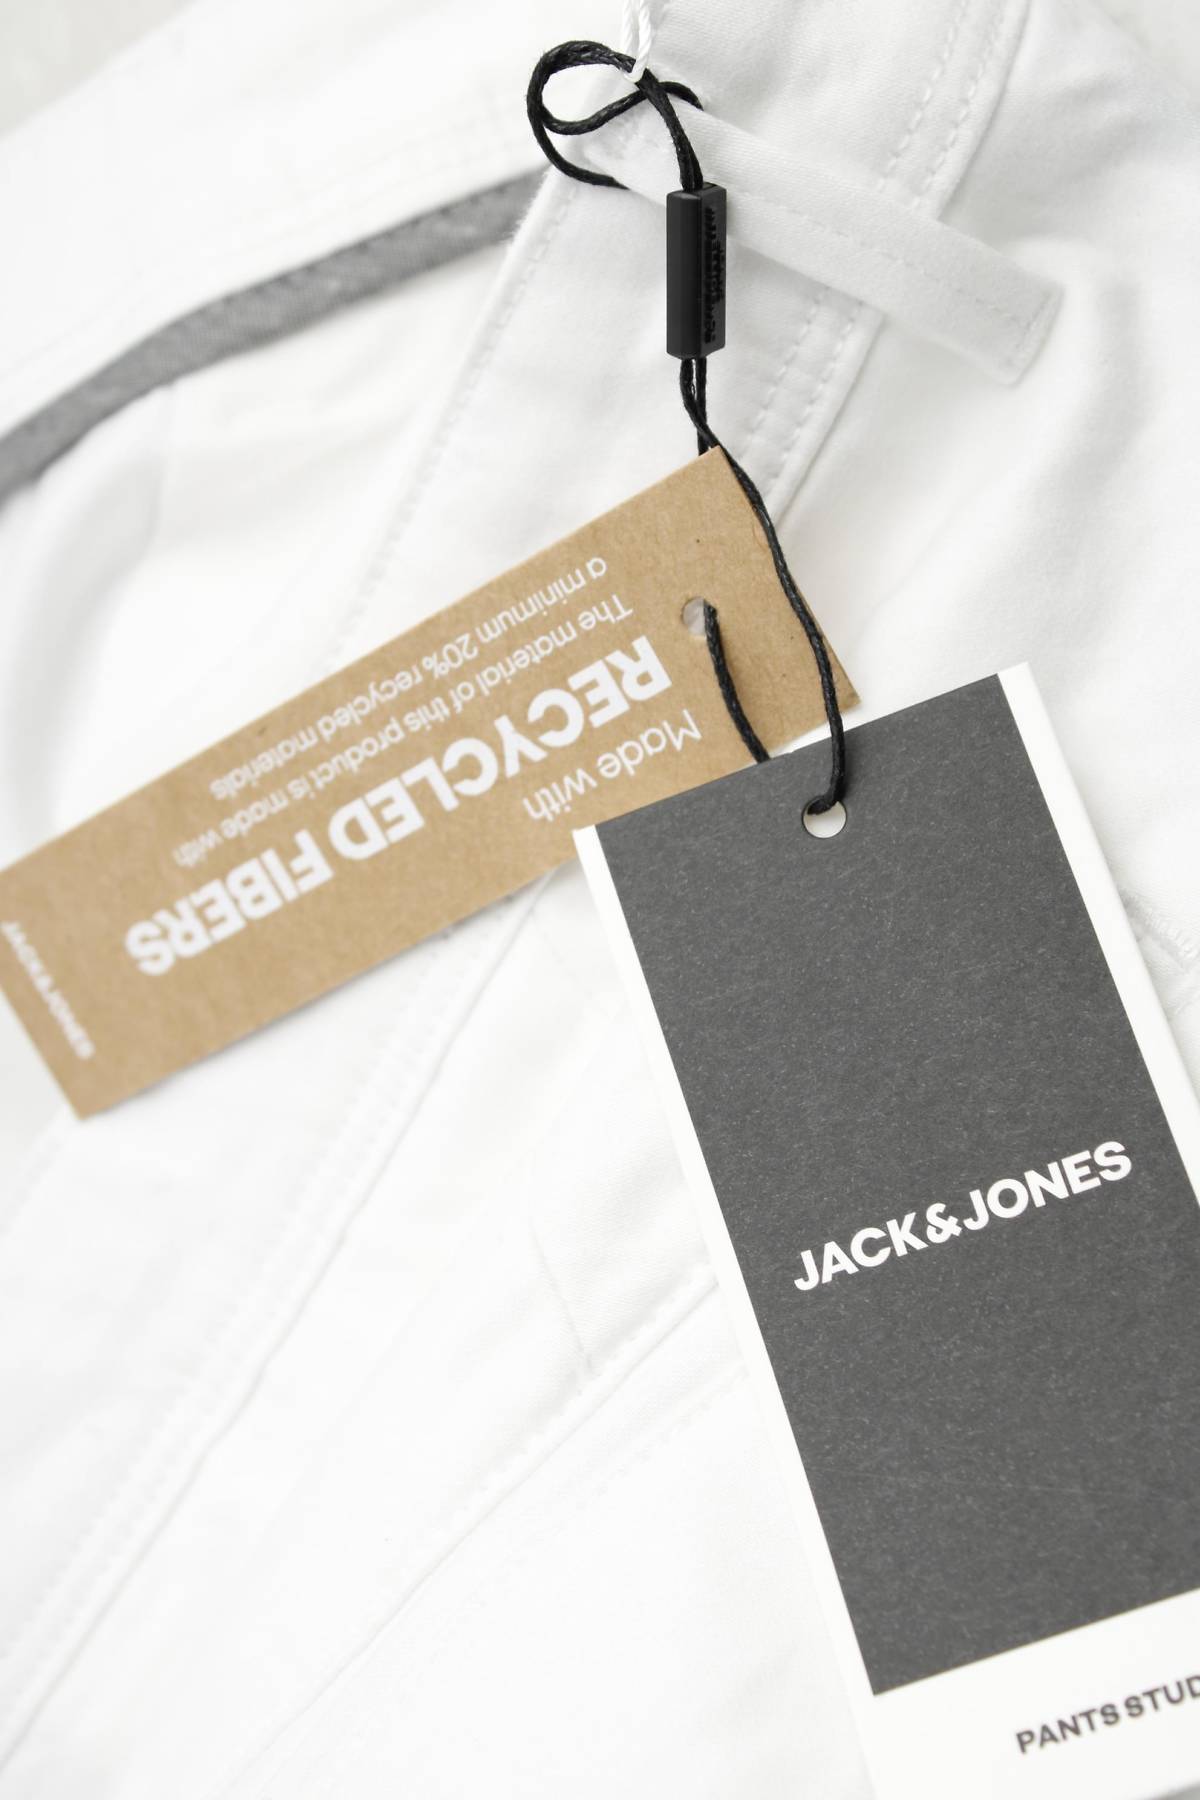 Made with
RECYCLED FIBERS
The material of this product is made with
a minimum 20% recycled materials
JACK&JONES
JACK&JONES
PANTS STUD